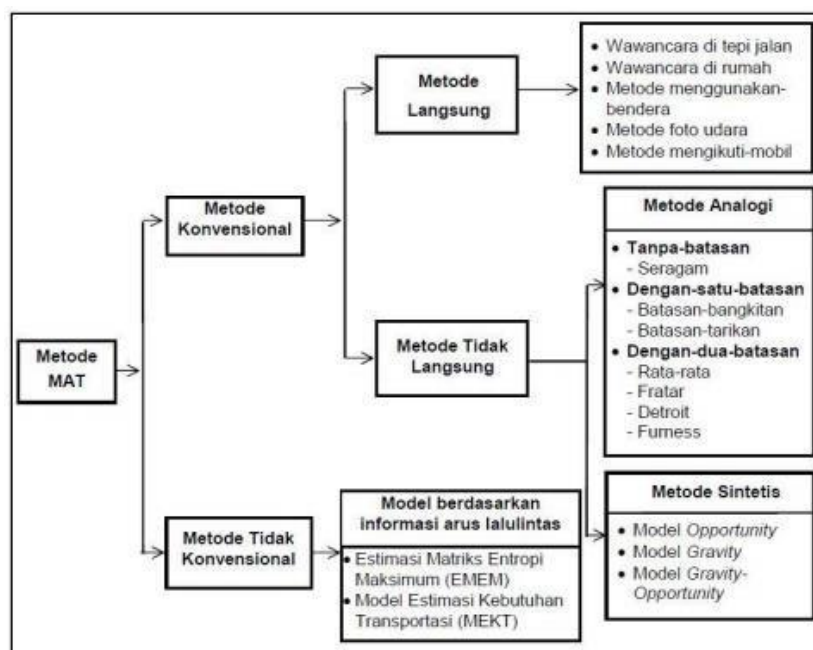 Metode
MAT
Metode
Konvensional
Metode
Langsung
• Wawancara di tepi jalan
• Wawancara di rumah
• Metode menggunakan-
bendera
• Metode foto udara
• Metode mengikuti-mobil
Metode Tidak
Langsung
Metode Analogi
• Tanpa-batasan
- Seragam
• Dengan-satu-batasan
- Batasan-bangkitan
- Batasan-tarikan
• Dengan-dua-batasan
- Rata-rata
- Fratar
- Detroit
- Furness
Metode Sintetis
• Model Opportunity
• Model Gravity
• Model Gravity-
Opportunity
Metode Tidak
Konvensional
Model berdasarkan
informasi arus lalulintas
• Estimasi Matriks Entropi
Maksimum (EMEM)
• Model Estimasi Kebutuhan
Transportasi (MEKT)